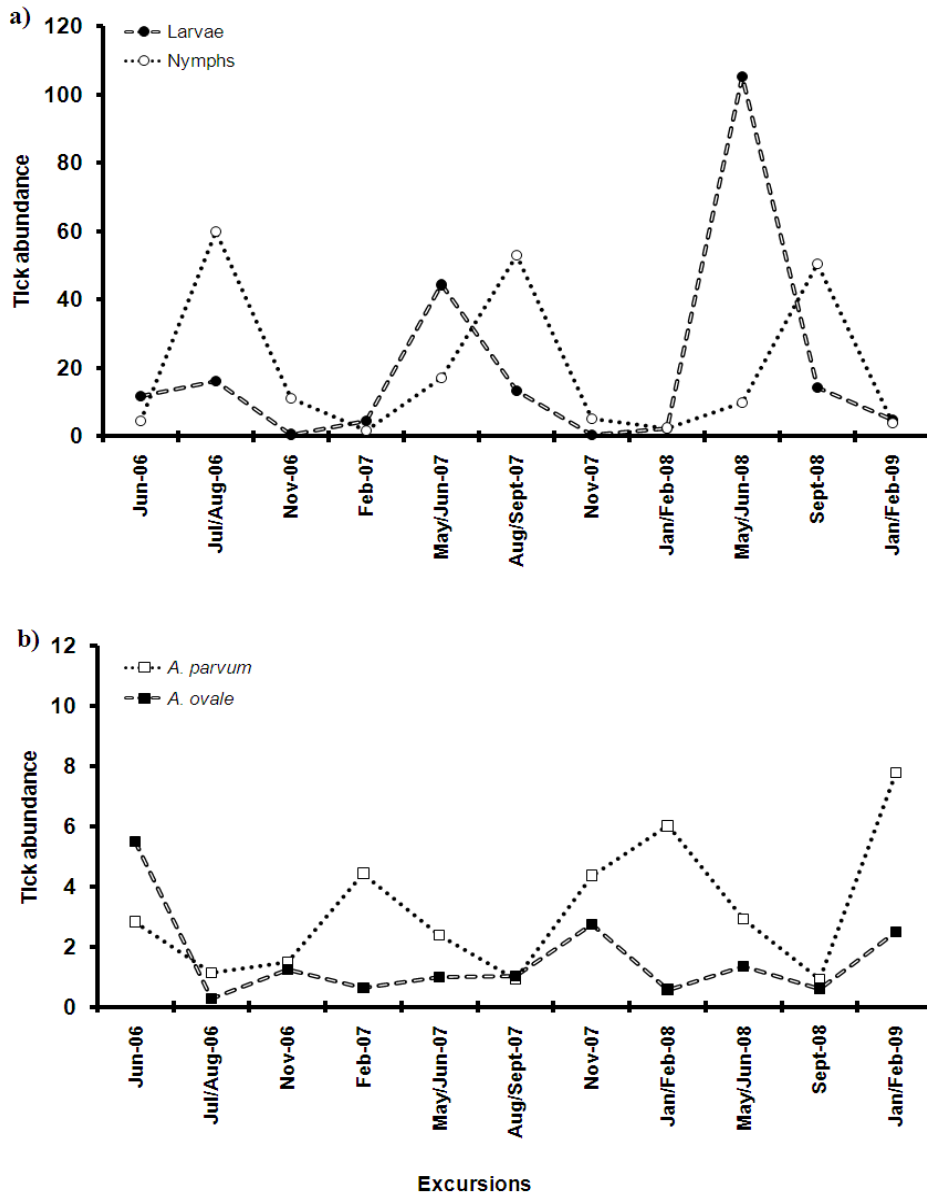 a)
120
100
80
60
40
20
0
Larvae
Nymphs
TIck abundance
Jun-06
Jul/Aug-06
Nov-06
Feb-07
May/Jun-07
Aug/Sept-07
Nov-07
Jan/Feb-08
May/Jun-08
Sept-08
Jan/Feb-09
b)
12
10
8
6
4
2
0
A. parvum
A. ovale
TIck abundance
Jun-06
Jul/Aug-06
Nov-06
Feb-07
May/Jun-07
Aug/Sept-07
Nov-07
Jan/Feb-08
May/Jun-08
Sept-08
Jan/Feb-09
Excursions